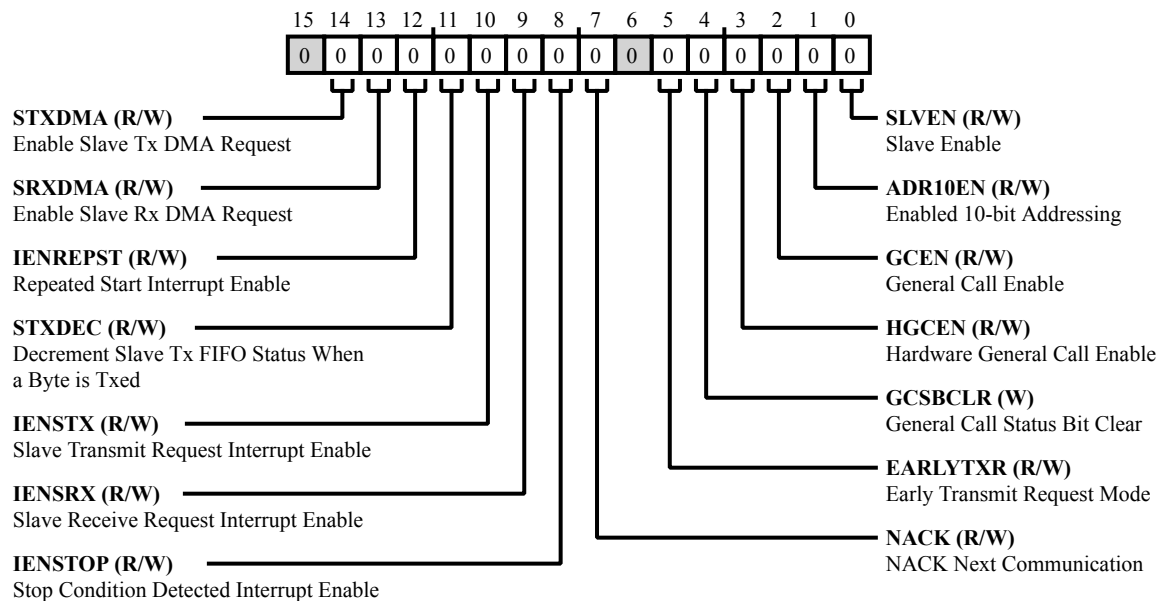 15 14 13 12 11 10 9 8 7 6 5 4 3 2 1 0
0 0 0 0 0 0 0 0 0 0 0 0 0 0 0 0
STXDMA (R/W)
Enable Slave Tx DMA Request
SRXDMA (R/W)
Enable Slave Rx DMA Request
IENREPST (R/W)
Repeated Start Interrupt Enable
STXDEC (R/W)
Decrement Slave Tx FIFO Status When
a Byte is Txed
IENSTX (R/W)
Slave Transmit Request Interrupt Enable
IENSRX (R/W)
Slave Receive Request Interrupt Enable
IENSTOP (R/W)
Stop Condition Detected Interrupt Enable
SLVEN (R/W)
Slave Enable
ADR10EN (R/W)
Enabled 10-bit Addressing
GCEN (R/W)
General Call Enable
HGCEN (R/W)
Hardware General Call Enable
GCSBCLR (W)
General Call Status Bit Clear
EARLYTXR (R/W)
Early Transmit Request Mode
NACK (R/W)
NACK Next Communication